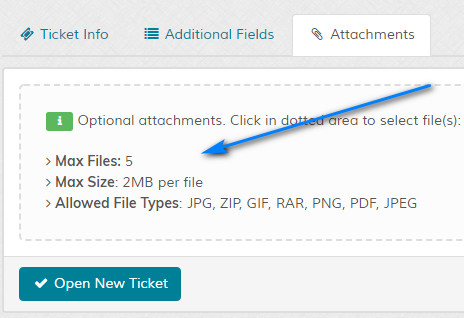 Ticket Info Additional Fields Attachments
i Optional attachments. Click in dotted area to select file(s):
> Max Files: 5
> Max Size: 2MB per file
> Allowed File Types: JPG, ZIP, GIF, RAR, PNG, PDF, JPEG
Open New Ticket